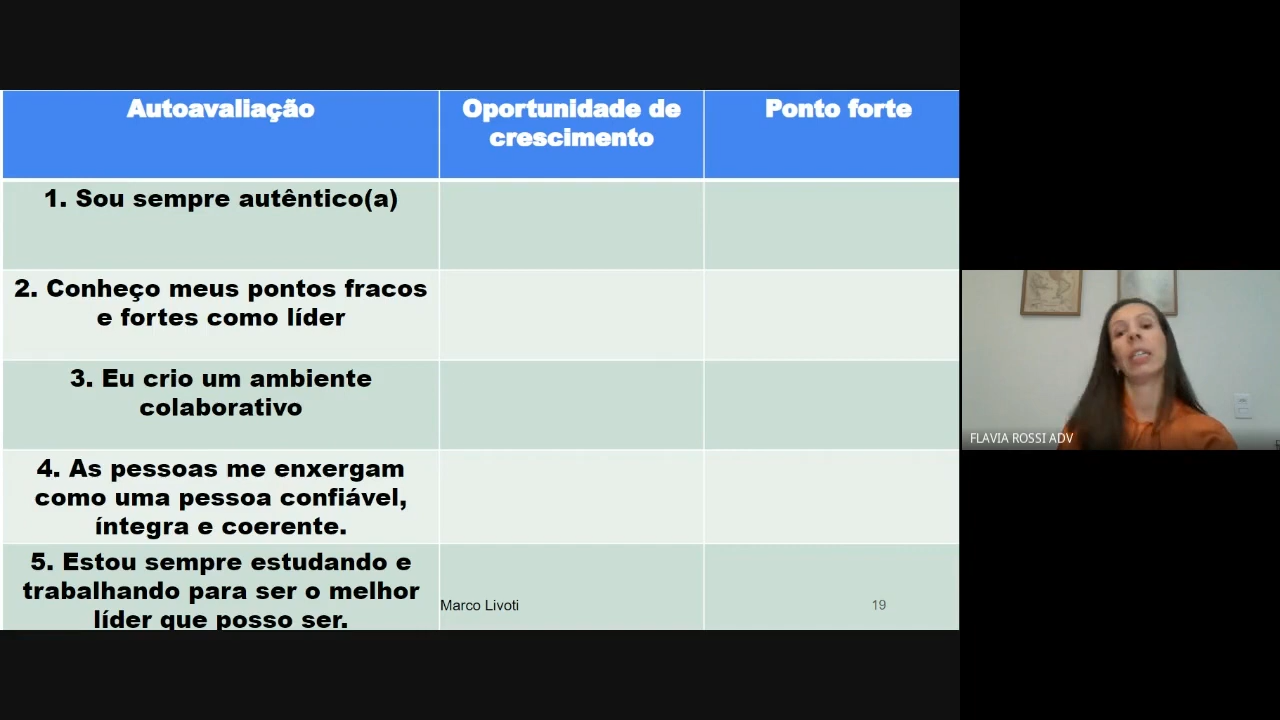 Autoavaliação
Oportunidade de
crescimento
Ponto forte
1. Sou sempre autêntico(a)
2. Conheço meus pontos fracos
e fortes como líder
3. Eu crio um ambiente
colaborativo
4. As pessoas me enxergam
como uma pessoa confiável,
íntegra e coerente.
5. Estou sempre estudando e
trabalhando para ser o melhor
líder que posso ser.
Marco Livoti
19
FLAVIA ROSSI ADV